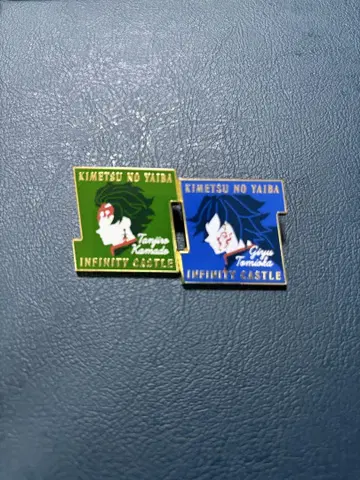 KIMETSU NO YAIBA
Tanjiro
Kamado
INFINITY CASTLE
KIMETSU NO YAIBA
Giyu
Tomioka
INFINITY CASTLE